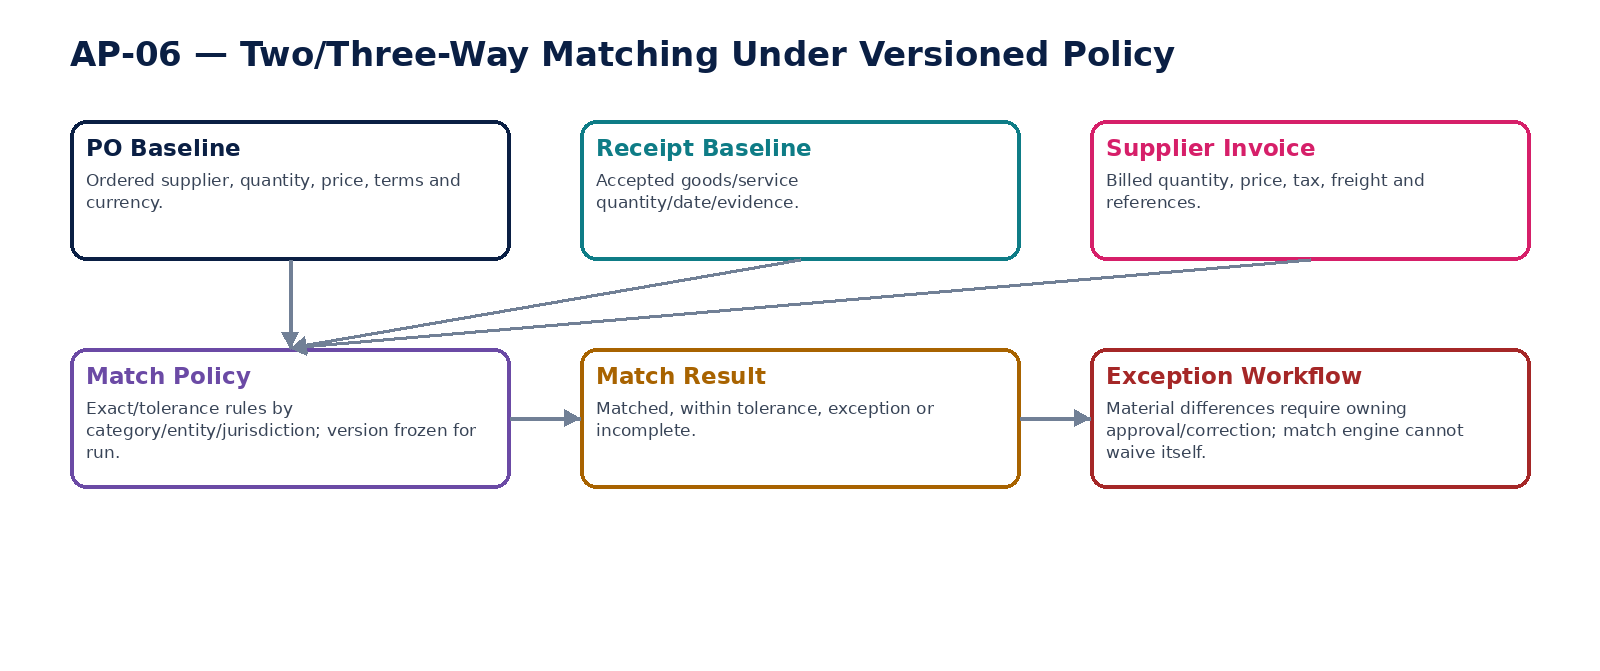 AP-06 — Two/Three-Way Matching Under Versioned Policy
PO Baseline
Ordered supplier, quantity, price, terms and
currency.
Receipt Baseline
Accepted goods/service
quantity/date/evidence.
Supplier Invoice
Billed quantity, price, tax, freight and
references.
Match Policy
Exact/tolerance rules by
category/entity/jurisdiction; version frozen for
run.
Match Result
Matched, within tolerance, exception or
incomplete.
Exception Workflow
Material differences require owning
approval/correction; match engine cannot
waive itself.